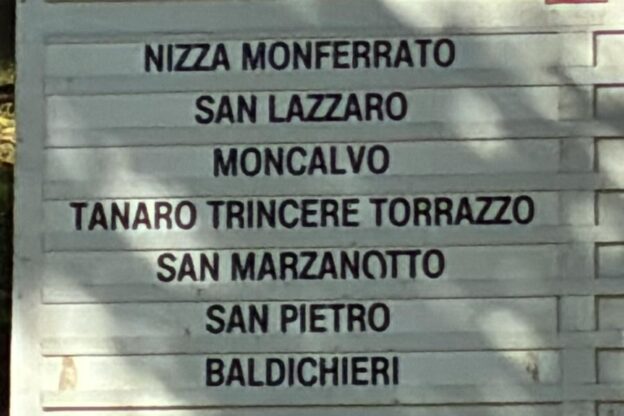 NIZZA MONFERRATO
SAN LAZZARO
MONCALVO
TANARO TRINCERE TORRAZZO
SAN MARZANOTTO
SAN PIETRO
BALDICHIERI